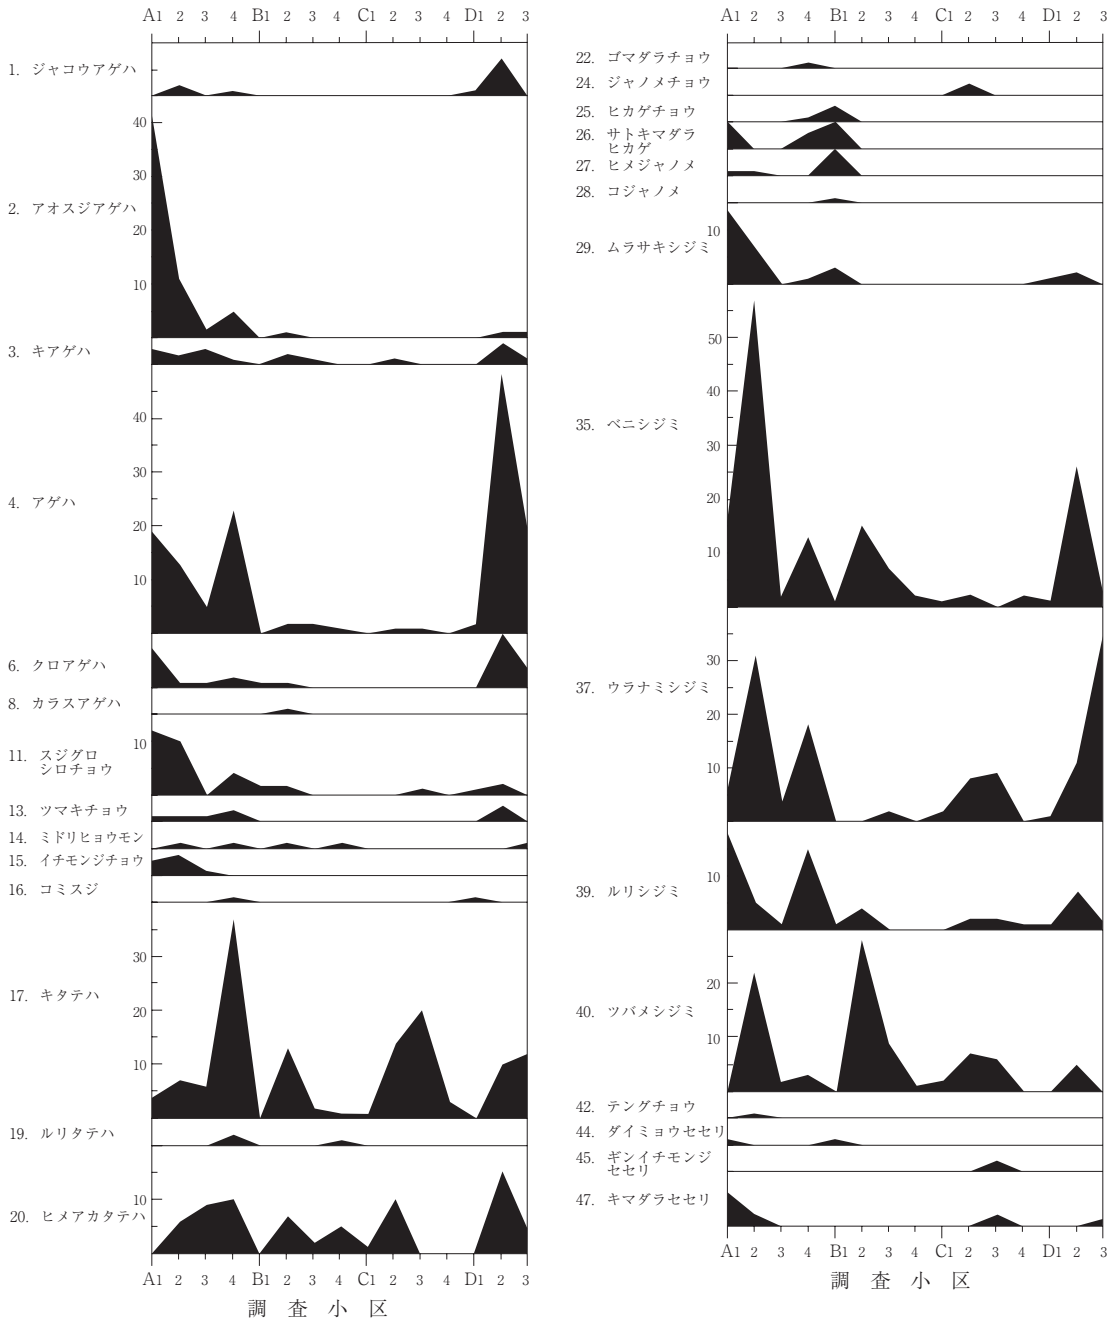 A1 2 3 4 B1 2 3 4 C1 2 3 4 D1 2 3
1. ジャコウアゲハ
40
30
2. アオスジアゲハ
20
10
3. キアゲハ
40
30
4. アゲハ
20
10
6. クロアゲハ
8. カラスアゲハ
10
11. スジグロ
シロチョウ
13. ツマキチョウ
14. ミドリヒョウモン
15. イチモンジチョウ
16. コミスジ
30
17. キタテハ
20
10
19. ルリタテハ
10
20. ヒメアカタテハ
A1 2 3 4 B1 2 3 4 C1 2 3 4 D1 2 3
調査小区
A1 2 3 4 B1 2 3 4 C1 2 3 4 D1 2 3
22. ゴマダラチョウ
24. ジャノメチョウ
25. ヒカゲチョウ
26. サトキマダラ
ヒカゲ
27. ヒメジャノメ
28. コジャノメ
10
29. ムラサキシジミ
50
40
35. ベニシジミ
30
20
10
30
37. ウラナミシジミ
20
10
10
39. ルリシジミ
20
40. ツバメシジミ
10
42. テングチョウ
44. ダイミョウセセリ
45. ギンイチモンジ
セセリ
47. キマダラセセリ
A1 2 3 4 B1 2 3 4 C1 2 3 4 D1 2 3
調査小区